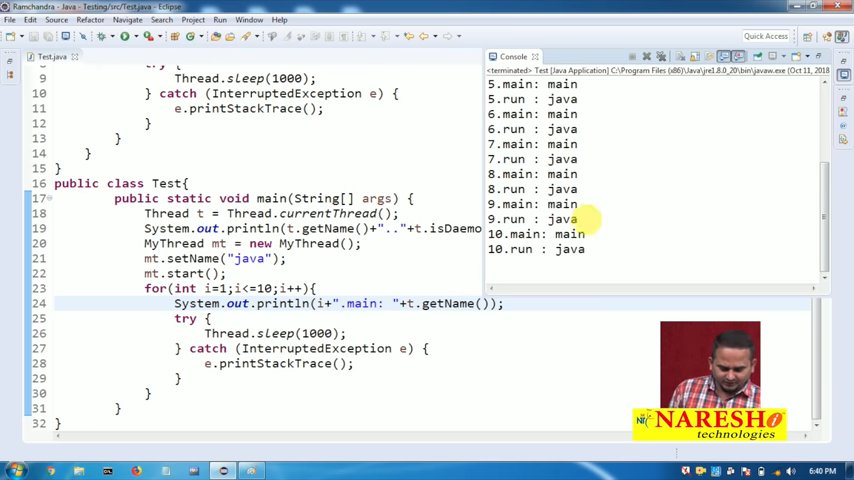 Ramchandra - Java - Testing/src/Test.java - Eclipse
File Edit Source Refactor Navigate Search Project Run Window Help
Quick Access
Test.java
9 Thread.sleep(1000);
10 } catch (InterruptedException e) {
11 e.printStackTrace();
12 }
13 }
14 }
15 }
16 public class Test{
17 public static void main(String[] args) {
18 Thread t = Thread.currentThread();
19 System.out.println(t.getName()+".."+t.isDaemo
20 MyThread mt = new MyThread();
21 mt.setName("java");
22 mt.start();
23 for(int i=1;i<=10;i++){
24 System.out.println(i+".main: "+t.getName());
25 try {
26 Thread.sleep(1000);
27 } catch (InterruptedException e) {
28 e.printStackTrace();
29 }
30 }
31 }
32 }
Console
<terminated> Test [Java Application] C:\Program Files (x86)\Java\jre1.8.0_20\bin\javaw.exe (Oct 11, 2018
5.main: main
5.run : java
6.main: main
6.run : java
7.main: main
7.run : java
8.main: main
8.run : java
9.main: main
9.run : java
10.main: main
10.run : java
NARESH i
technologies
6:40 PM